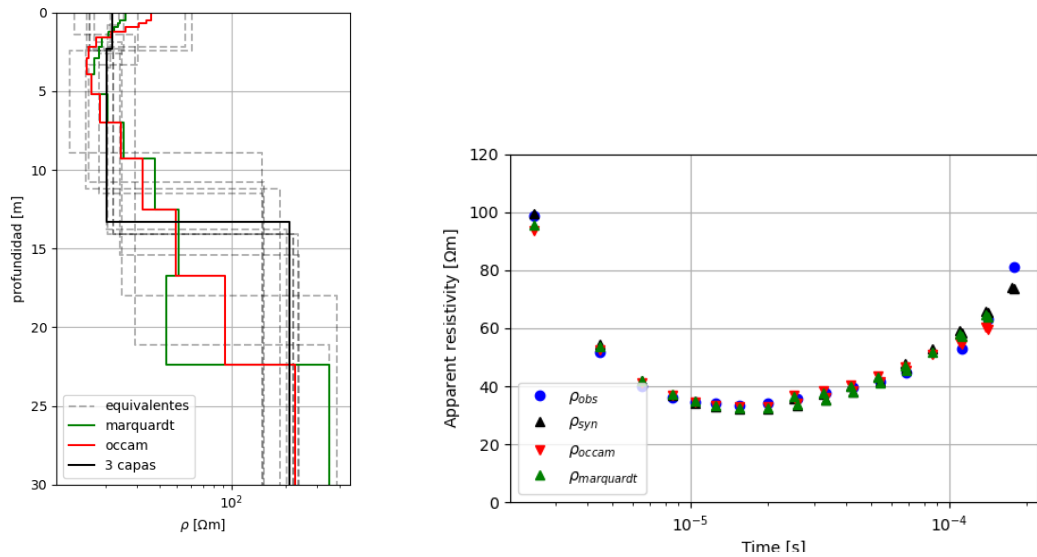 0
5
10
15
20
25
30
profundidad [m]
equivalentes
marquardt
occam
3 capas
10²
ρ [Ωm]
120
100
80
60
40
20
0
Apparent resistivity [Ωm]
ρobs
ρsyn
ρoccam
ρmarquardt
10⁻⁵
10⁻⁴
Time [s]